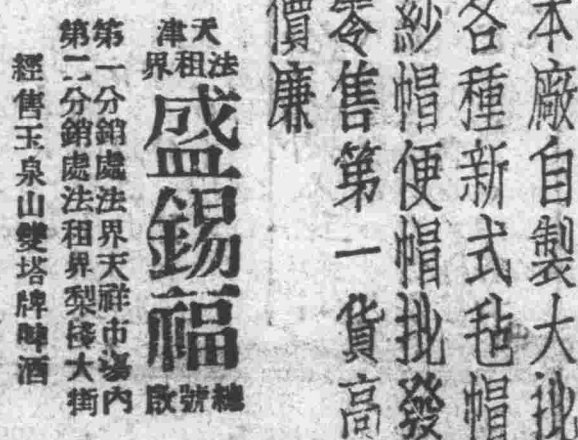 本廠自製大批
各種新式毡帽
紗帽便帽批發
零售第一貨高
價廉
天津
法租界
盛錫福
總號啟
第一分銷處法界天祥市場內
第二分銷處法租界梨棧大街
經售玉泉山雙塔牌啤酒